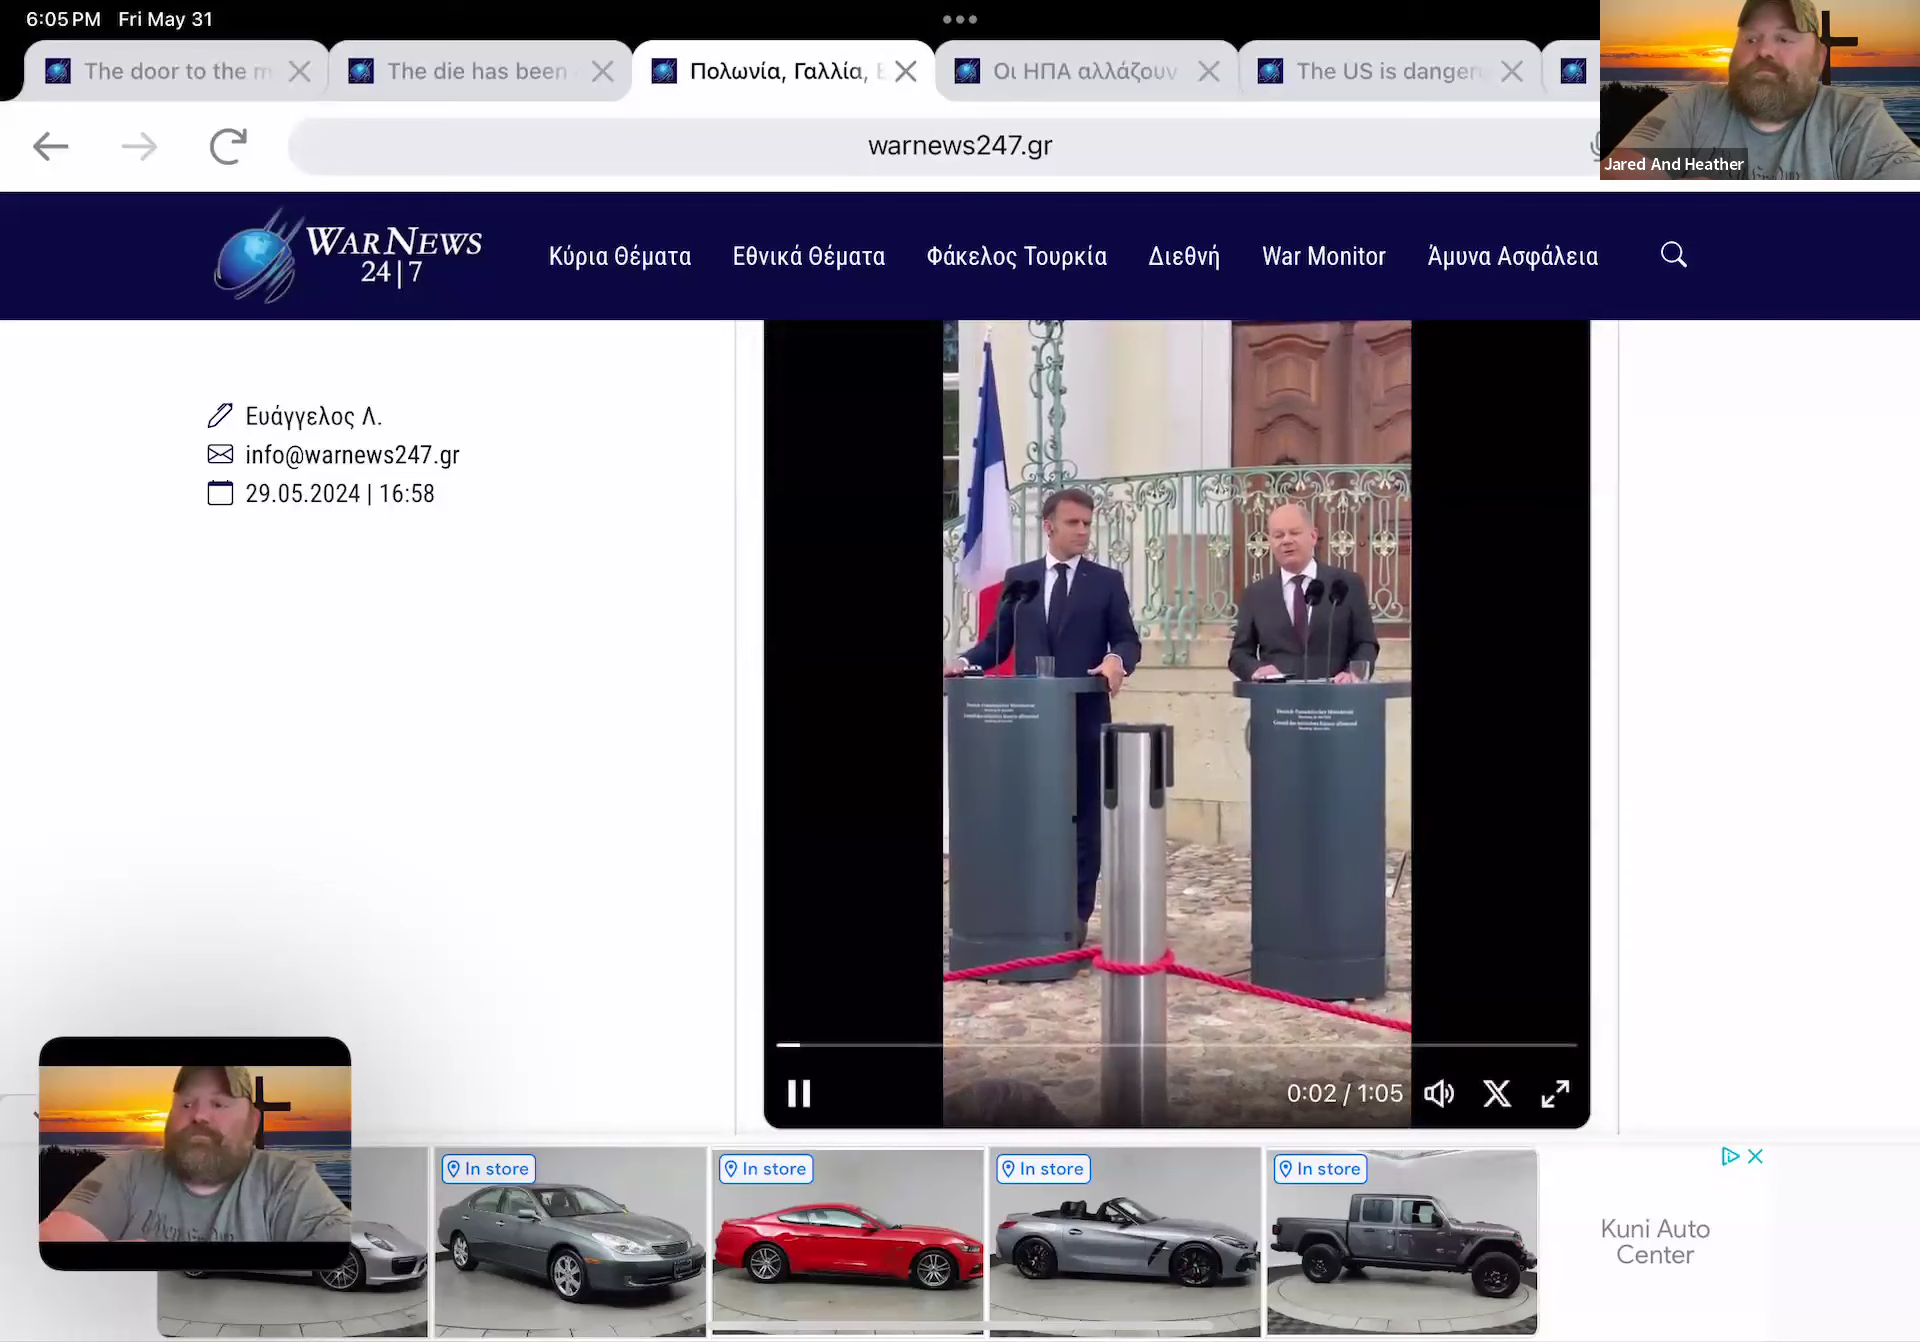 6:05 PM Fri May 31
The door to the m
The die has been
Πολωνία, Γαλλία,
Οι ΗΠΑ αλλάζουν
The US is danger
warnews247.gr
Jared And Heather
WARNEWS
24|7
Κύρια Θέματα
Εθνικά Θέματα
Φάκελος Τουρκία
Διεθνή
War Monitor
Άμυνα Ασφάλεια
Ευάγγελος Λ.
info@warnews247.gr
29.05.2024 | 16:58
0:02 / 1:05
In store
In store
In store
In store
Kuni Auto
Center